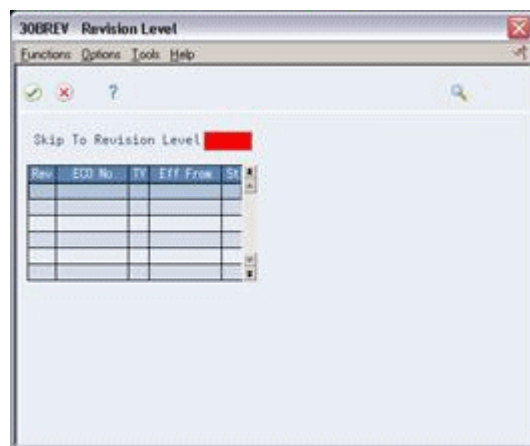 30BREV Revision Level
Functions Options Tools Help
?
Skip To Revision Level
Rev ECO No. TY Eff From St